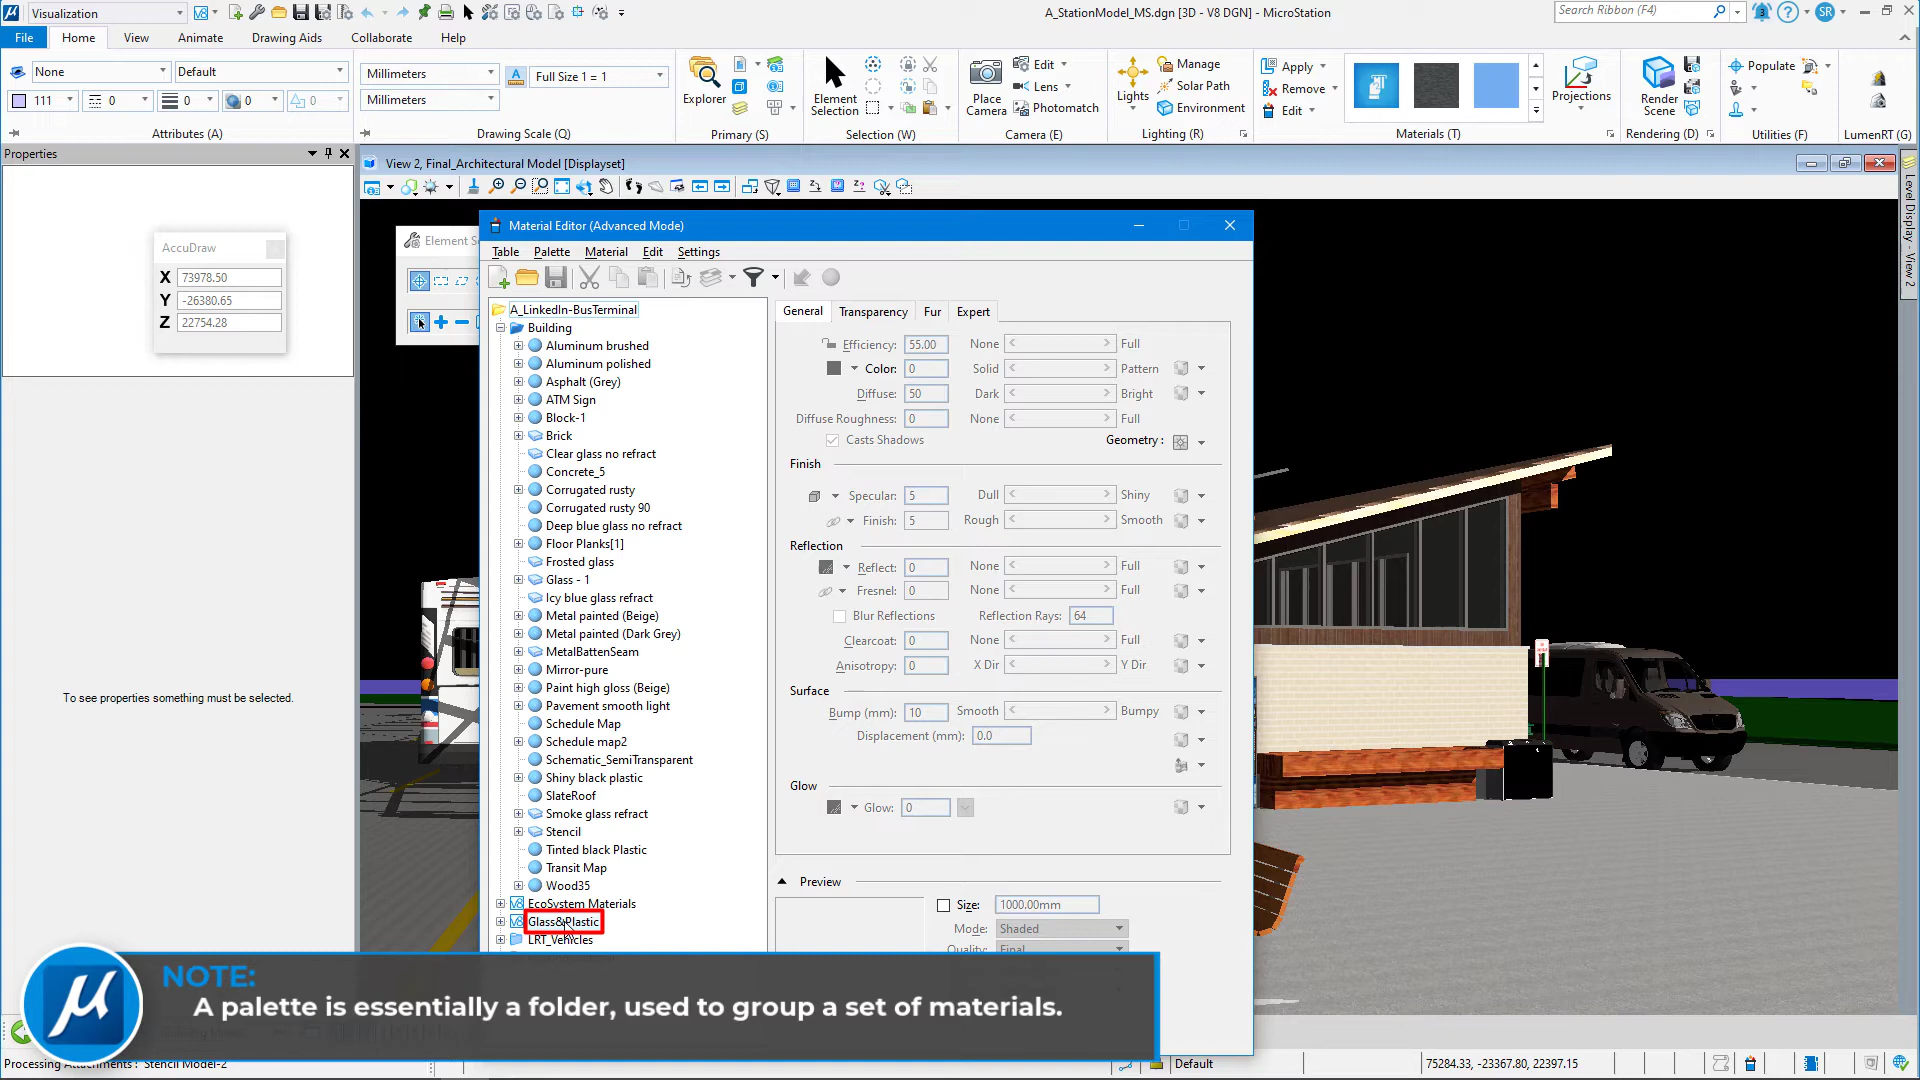 Visualization
A_StationModel_MS.dgn [3D - V8 DGN] - MicroStation
Search Ribbon (F4)
SR
File
Home
View
Animate
Drawing Aids
Collaborate
Help
None
Default
111
0
0
0
0
Attributes (A)
Millimeters
Full Size 1 = 1
Millimeters
Drawing Scale (Q)
Explorer
Primary (S)
Element
Selection
Selection (W)
Place
Camera
Edit
Lens
Photomatch
Camera (E)
Lights
Manage
Solar Path
Environment
Lighting (R)
Apply
Remove
Edit
Materials (T)
Projections
Render
Scene
Rendering (D)
Populate
Utilities (F)
LumenRT (G)
Properties
View 2, Final_Architectural Model [Displayset]
Level Display - View 2
AccuDraw
X 73978.50
Y -26380.65
Z 22754.28
To see properties something must be selected.
Material Editor (Advanced Mode)
Table Palette Material Edit Settings
A_LinkedIn-BusTerminal
Building
Aluminum brushed
Aluminum polished
Asphalt (Grey)
ATM Sign
Block-1
Brick
Clear glass no refract
Concrete_5
Corrugated rusty
Corrugated rusty 90
Deep blue glass no refract
Floor Planks[1]
Frosted glass
Glass - 1
Icy blue glass refract
Metal painted (Beige)
Metal painted (Dark Grey)
MetalBattenSeam
Mirror-pure
Paint high gloss (Beige)
Pavement smooth light
Schedule Map
Schedule map2
Schematic_SemiTransparent
Shiny black plastic
SlateRoof
Smoke glass refract
Stencil
Tinted black Plastic
Transit Map
Wood35
EcoSystem Materials
Glass&Plastic
LRT_Vehicles
General Transparency Fur Expert
Efficiency: 55.00 None Full
Color: 0 Solid Pattern
Diffuse: 50 Dark Bright
Diffuse Roughness: 0 None Full
Casts Shadows Geometry :
Finish
Specular: 5 Dull Shiny
Finish: 5 Rough Smooth
Reflection
Reflect: 0 None Full
Fresnel: 0 None Full
Blur Reflections Reflection Rays: 64
Clearcoat: 0 None Full
Anisotropy: 0 X Dir Y Dir
Surface
Bump (mm): 10 Smooth Bumpy
Displacement (mm): 0.0
Glow
Glow: 0
Preview
Size: 1000.00mm
Mode: Shaded
NOTE:
A palette is essentially a folder, used to group a set of materials.
Processing Attachments : Stencil Model-2
Default
75284.33, -23367.80, 22397.15